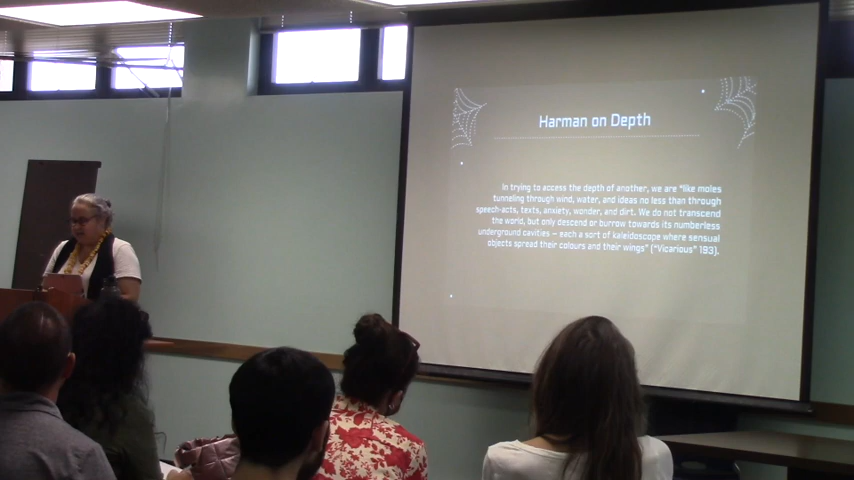 Harman on Depth
In trying to access the depth of another, we are "like moles
tunneling through wind, water, and ideas no less than through
speech-acts, texts, anxiety, wonder, and dirt. We do not transcend
the world, but only descend or burrow towards its numberless
underground cavities – each a sort of kaleidoscope where sensual
objects spread their colours and their wings" ("Vicarious" 193).